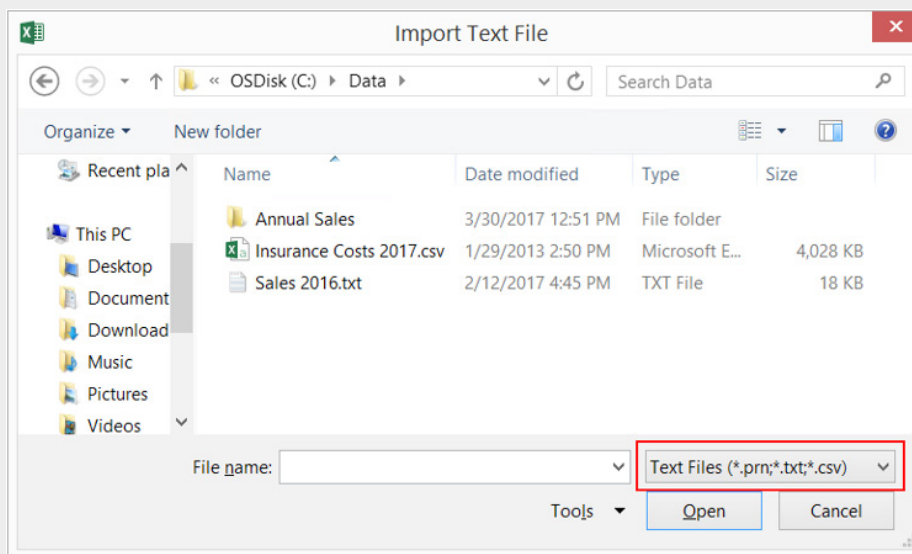 Import Text File
« OSDisk (C:) Data
Search Data
Organize New folder
Name Date modified Type Size
Recent pla
Annual Sales 3/30/2017 12:51 PM File folder
This PC
Insurance Costs 2017.csv 1/29/2013 2:50 PM Microsoft E... 4,028 KB
Desktop
Sales 2016.txt 2/12/2017 4:45 PM TXT File 18 KB
Document
Download
Music
Pictures
Videos
File name: Text Files (*.prn;*.txt;*.csv)
Tools Open Cancel